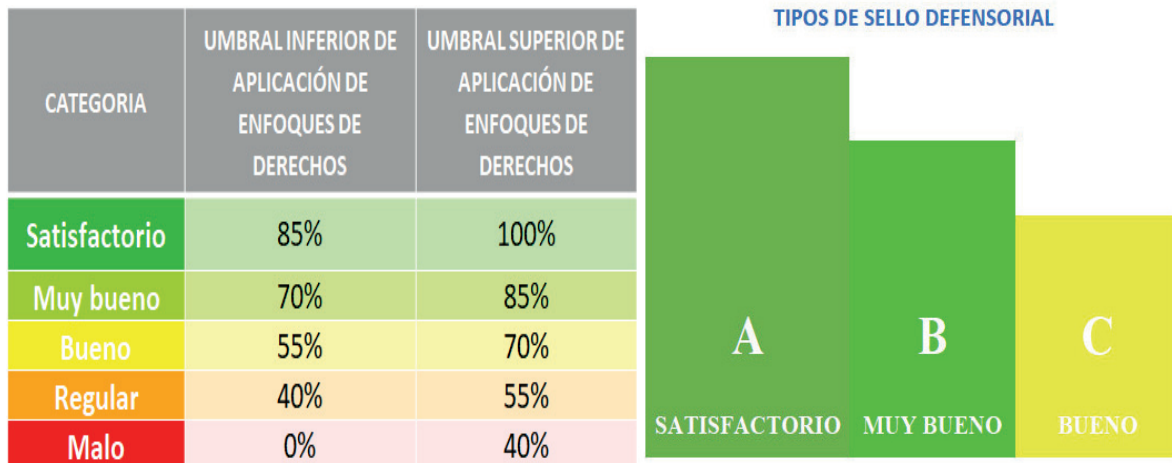 CATEGORIA
UMBRAL INFERIOR DE
APLICACIÓN DE
ENFOQUES DE
DERECHOS
UMBRAL SUPERIOR DE
APLICACIÓN DE
ENFOQUES DE
DERECHOS
Satisfactorio 85% 100%
Muy bueno 70% 85%
Bueno 55% 70%
Regular 40% 55%
Malo 0% 40%
TIPOS DE SELLO DEFENSORIAL
A B C
SATISFACTORIO MUY BUENO BUENO